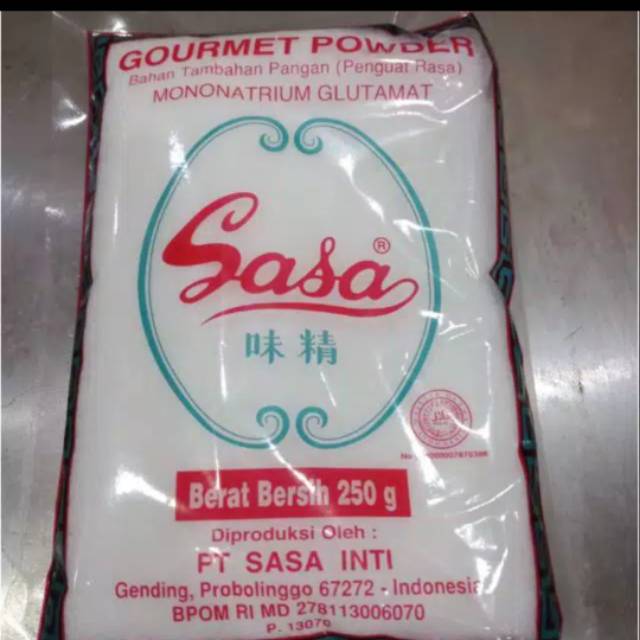 GOURMET POWDER
Bahan Tambahan Pangan (Penguat Rasa)
MONONATRIUM GLUTAMAT
Sasa®
味精
Berat Bersih 250 g
Diproduksi Oleh :
PT SASA INTI
Gending, Probolinggo 67272 - Indonesia
BPOM RI MD 278113006070
P. 13070